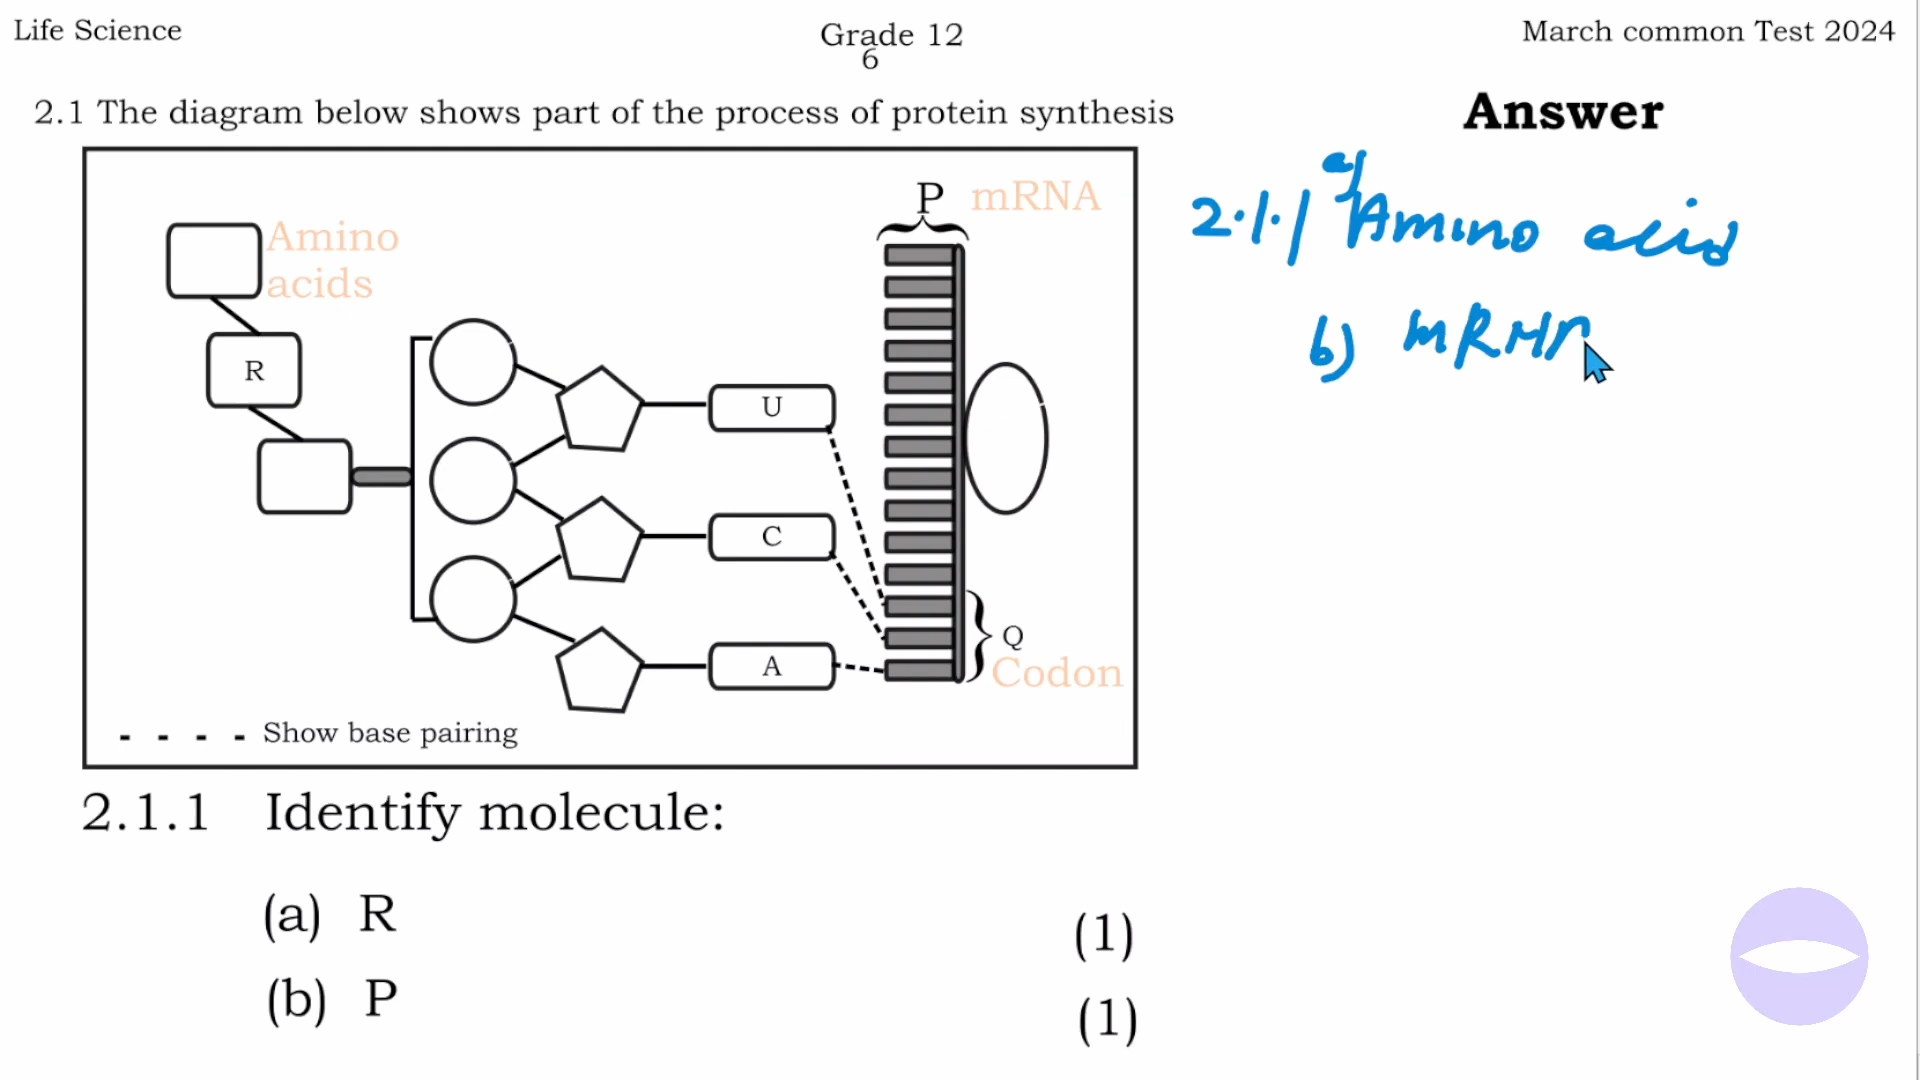 Life Science
Grade 12
March common Test 2024
6
2.1 The diagram below shows part of the process of protein synthesis
Answer
P mRNA
Amino
acids
R
U
C
A
Q
Codon
- - - - Show base pairing
2.1.1 a) Amino acid
b) mRNA
2.1.1 Identify molecule:
(a) R (1)
(b) P (1)